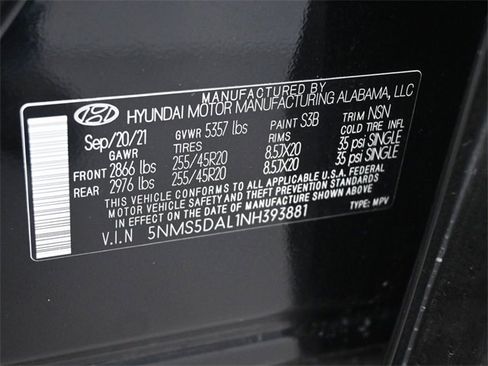 MANUFACTURED BY
HYUNDAI MOTOR MANUFACTURING ALABAMA, LLC
Sep/20/21 GVWR 5357 lbs PAINT S3B TRIM NSN
GAWR TIRES RIMS COLD TIRE INFL
FRONT 2866 lbs 255/45R20 8.5JX20 35 psi SINGLE
REAR 2976 lbs 255/45R20 8.5JX20 35 psi SINGLE
THIS VEHICLE CONFORMS TO ALL APPLICABLE U.S.A. FEDERAL
MOTOR VEHICLE SAFETY, BUMPER, AND THEFT PREVENTION STANDARDS
IN EFFECT ON THE DATE OF MANUFACTURE SHOWN ABOVE.
V.I.N 5NMS5DAL1NH393881 TYPE: MPV